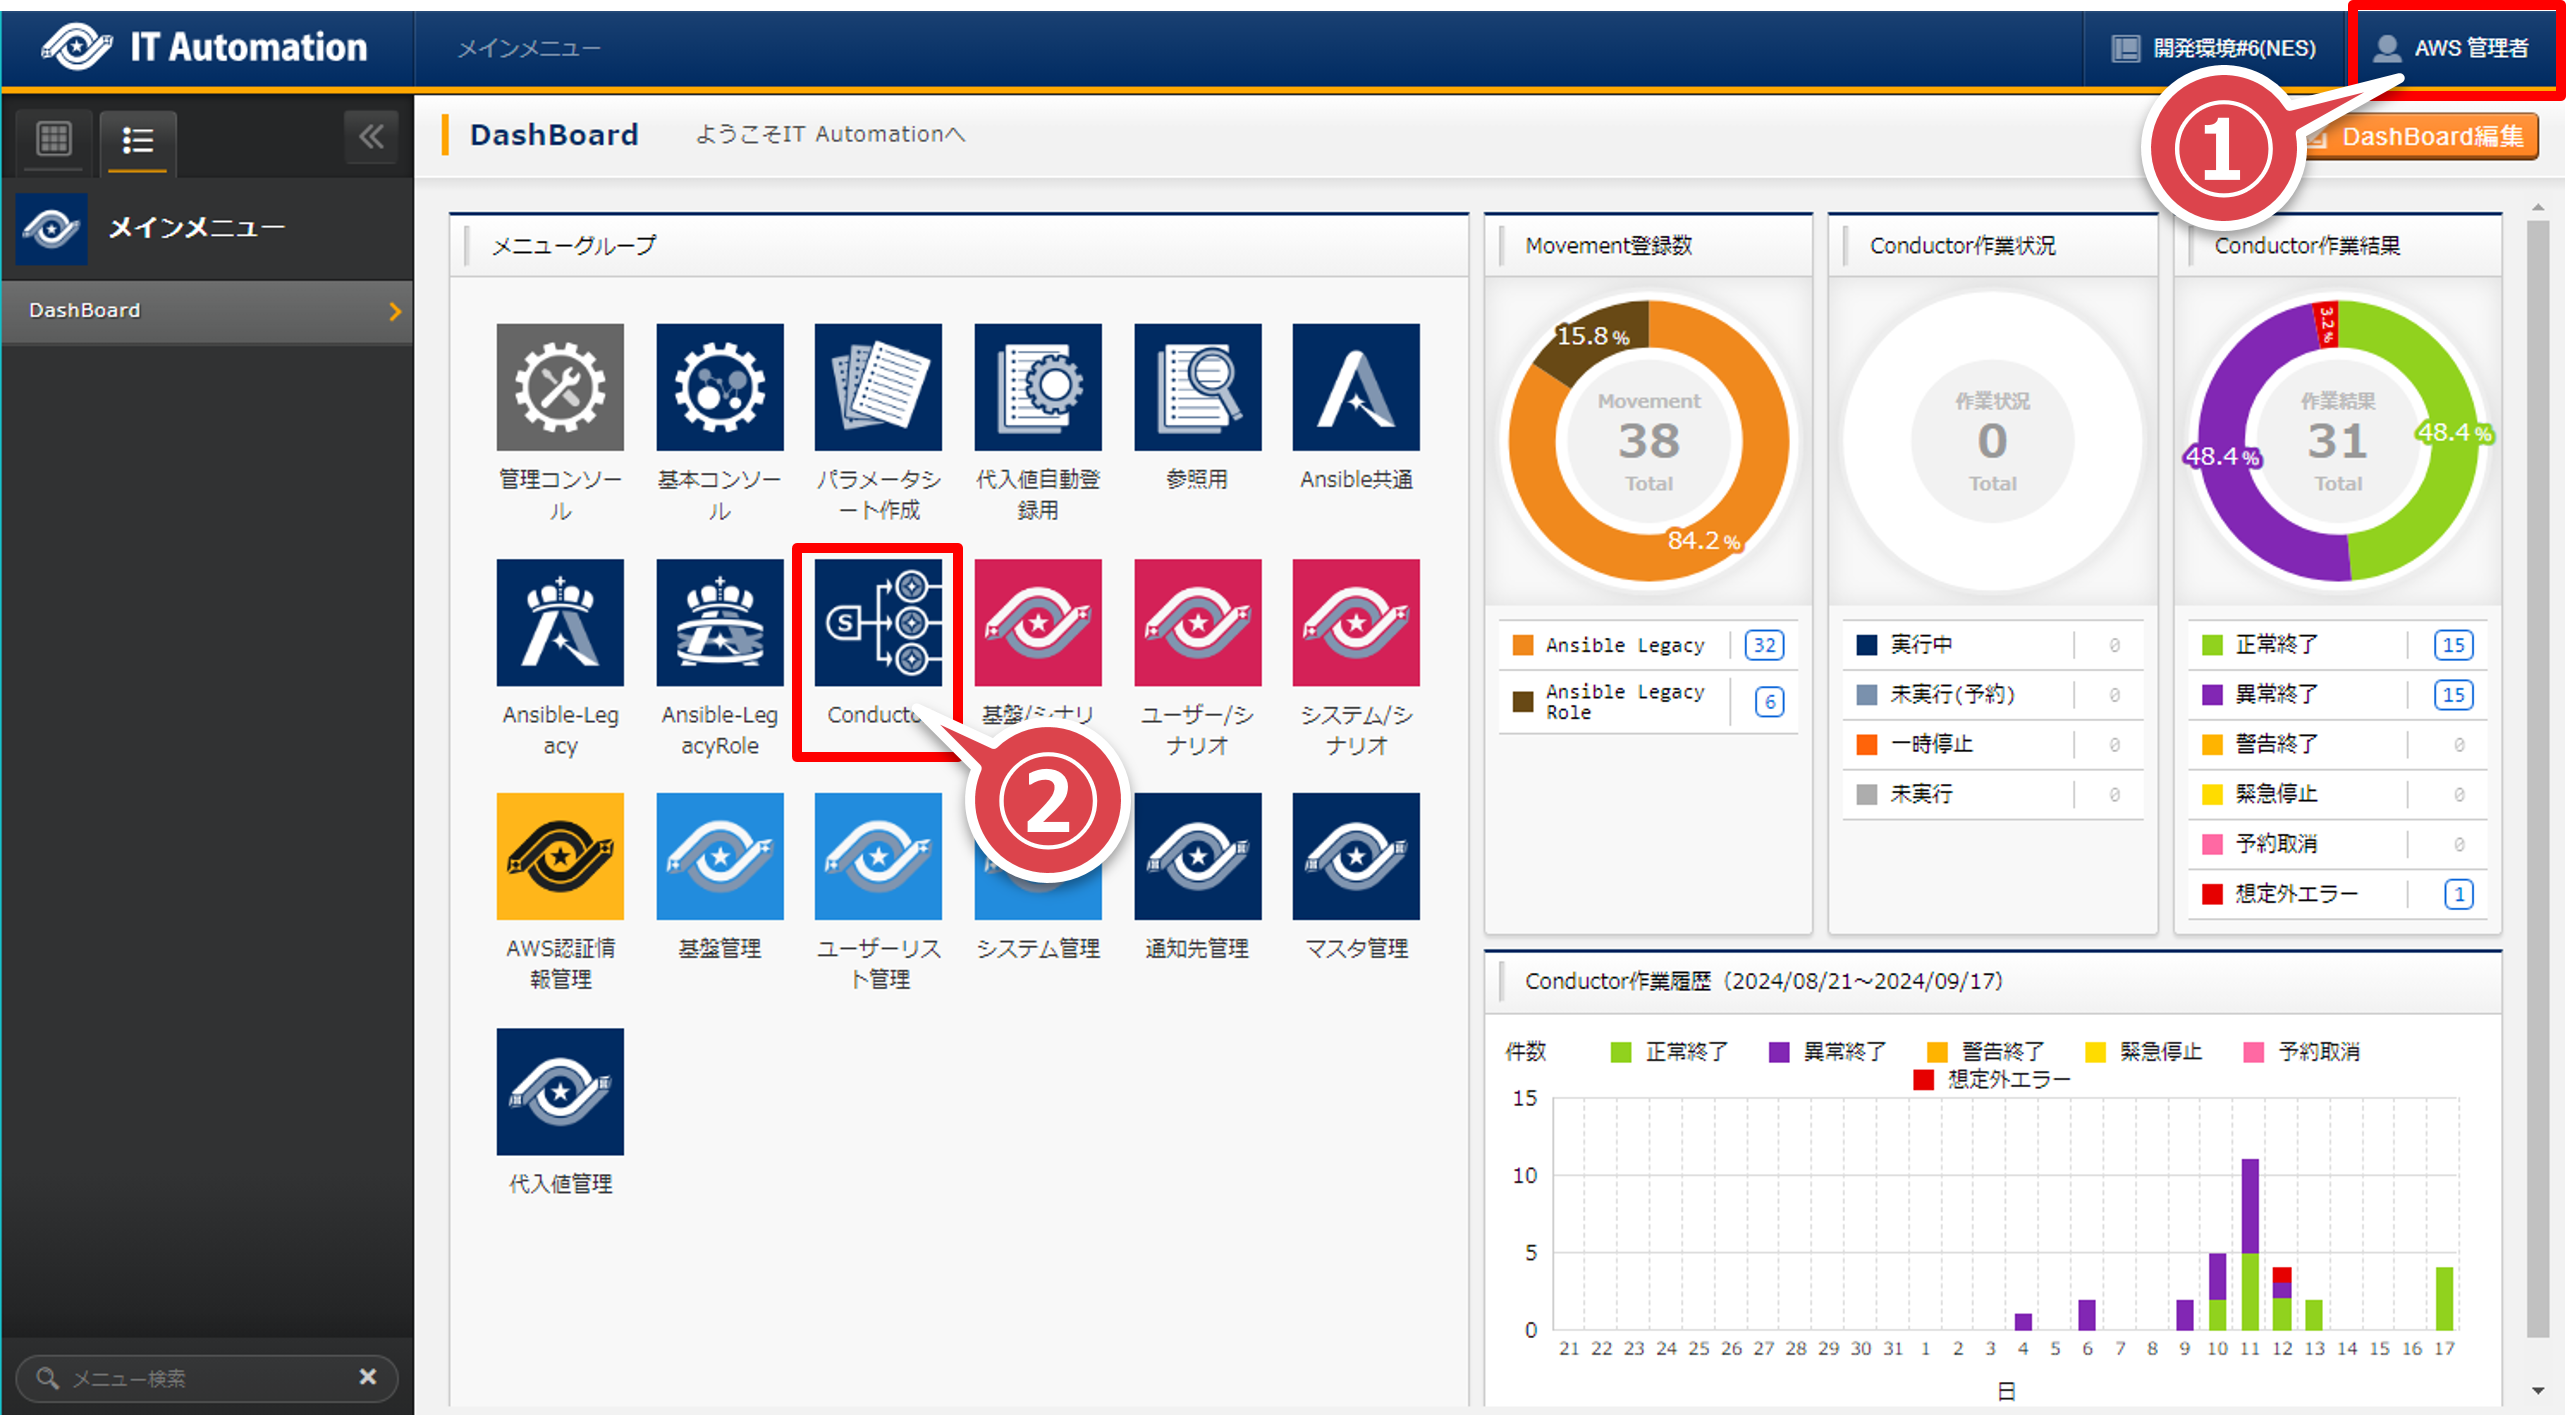 IT Automation
メインメニュー
開発環境#6(NES)
AWS 管理者
①
DashBoard
ようこそIT Automationへ
DashBoard編集
メインメニュー
DashBoard
メニューグループ
管理コンソー
ル
基本コンソー
ル
パラメータシ
ート作成
代入値自動登
録用
参照用
Ansible共通
Ansible-Leg
acy
Ansible-Leg
acyRole
Conducto
基盤/シナリ
ユーザー/シ
ナリオ
システム/シ
ナリオ
S
②
AWS認証情
報管理
基盤管理
ユーザーリス
ト管理
システム管理
通知先管理
マスタ管理
代入値管理
Movement登録数
15.8%
Movement
38
Total
84.2%
Ansible Legacy 32
Ansible Legacy
Role 6
Conductor作業状況
作業状況
0
Total
実行中 0
未実行(予約) 0
一時停止 0
未実行 0
Conductor作業結果
3.2%
作業結果
31
Total
48.4%
48.4%
正常終了 15
異常終了 15
警告終了 0
緊急停止 0
予約取消 0
想定外エラー 1
Conductor作業履歴（2024/08/21～2024/09/17）
件数
正常終了 異常終了 警告終了 緊急停止 予約取消
想定外エラー
15
10
5
0
21 22 23 24 25 26 27 28 29 30 31 1 2 3 4 5 6 7 8 9 10 11 12 13 14 15 16 17
日
メニュー検索